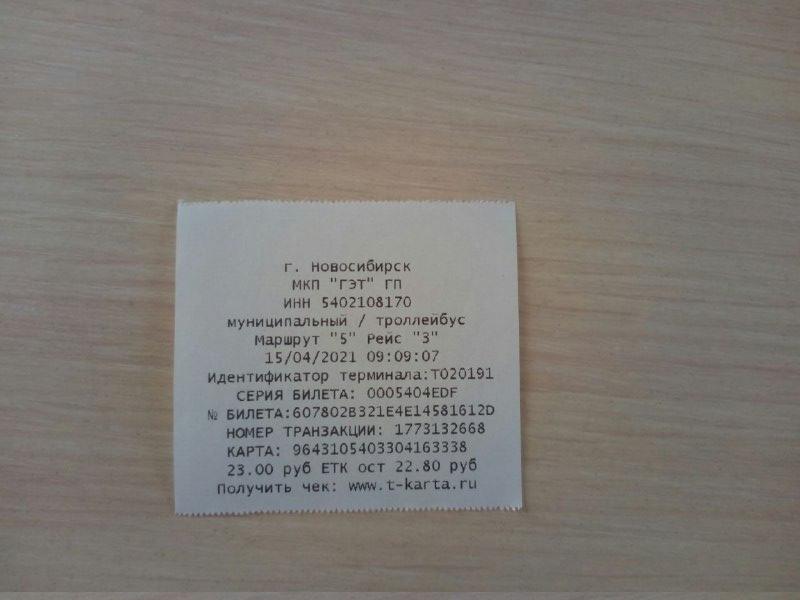 г. Новосибирск
МКП "ГЭТ" ГП
ИНН 5402108170
муниципальный / троллейбус
Маршрут "5" Рейс "3"
15/04/2021 09:09:07
Идентификатор терминала:T020191
СЕРИЯ БИЛЕТА: 0005404EDF
№ БИЛЕТА:607802B321E4E14581612D
НОМЕР ТРАНЗАКЦИИ: 1773132668
КАРТА: 9643105403304163338
23.00 руб ЕТК ост 22.80 руб
Получить чек: www.t-karta.ru